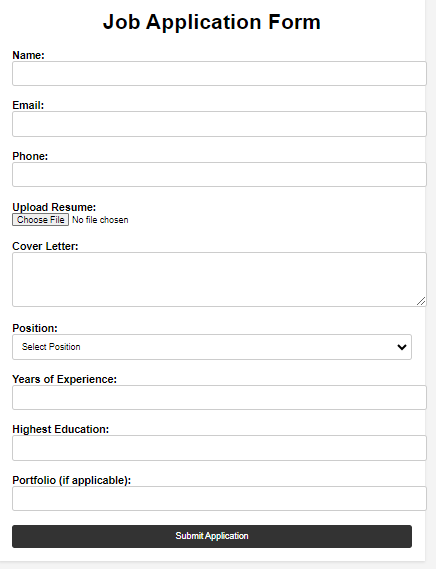 Job Application Form
Name:
Email:
Phone:
Upload Resume:
Choose File No file chosen
Cover Letter:
Position:
Select Position
Years of Experience:
Highest Education:
Portfolio (if applicable):
Submit Application